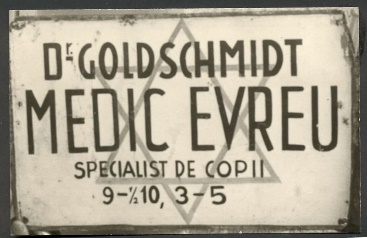 Dr. GOLDSCHMIDT
MEDIC EVREU
SPECIALIST DE COPII
9-½10, 3-5